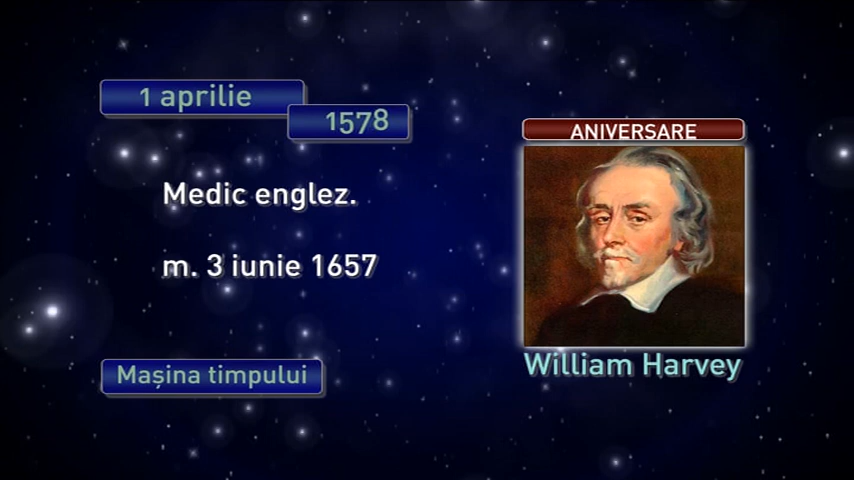 1 aprilie
1578
Medic englez.
m. 3 iunie 1657
Mașina timpului
ANIVERSARE
William Harvey